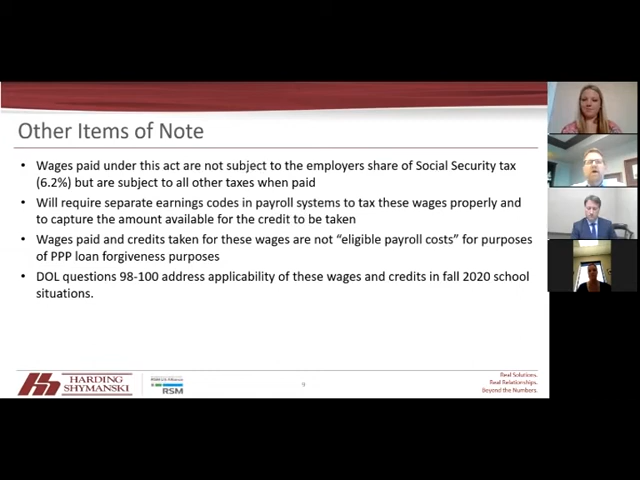 Other Items of Note
• Wages paid under this act are not subject to the employers share of Social Security tax
(6.2%) but are subject to all other taxes when paid
• Will require separate earnings codes in payroll systems to tax these wages properly and
to capture the amount available for the credit to be taken
• Wages paid and credits taken for these wages are not “eligible payroll costs” for purposes
of PPP loan forgiveness purposes
• DOL questions 98-100 address applicability of these wages and credits in fall 2020 school
situations.
HARDING
SHYMANSKI
RSM US Alliance
RSM
9
Real Solutions.
Real Relationships.
Beyond the Numbers.